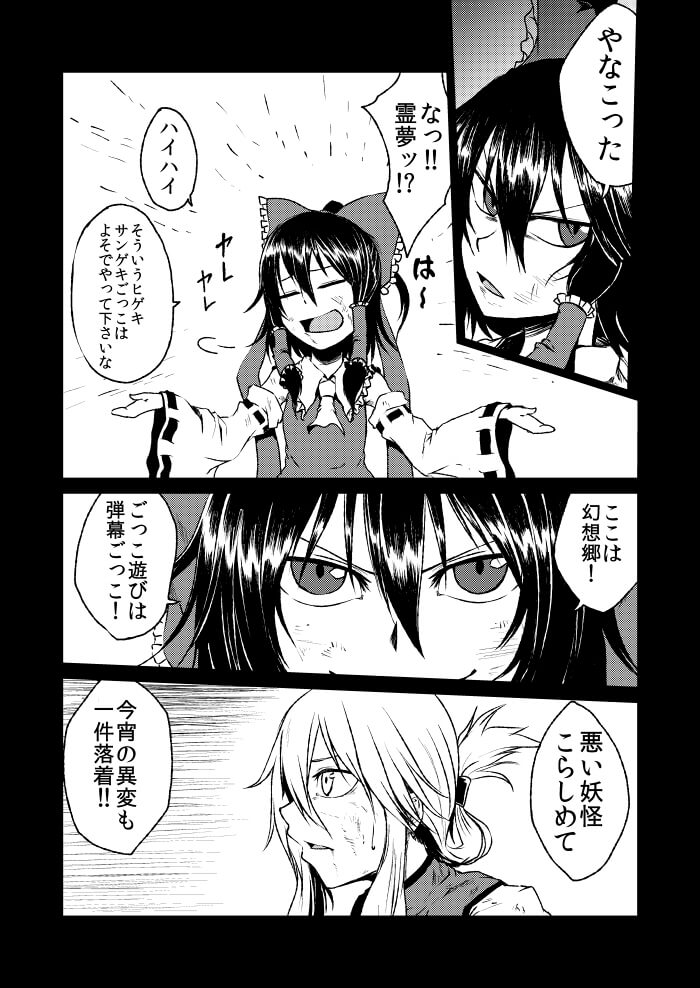 やなこった
なっ!!
霊夢ッ!?
は～
ヤレ
ヤレ
ハイハイ
そういうヒゲキ
サンゲキごっこは
よそでやって下さいな
ここは
幻想郷！
ごっこ遊びは
弾幕ごっこ！
悪い妖怪
こらしめて
今宵の異変も
一件落着!!